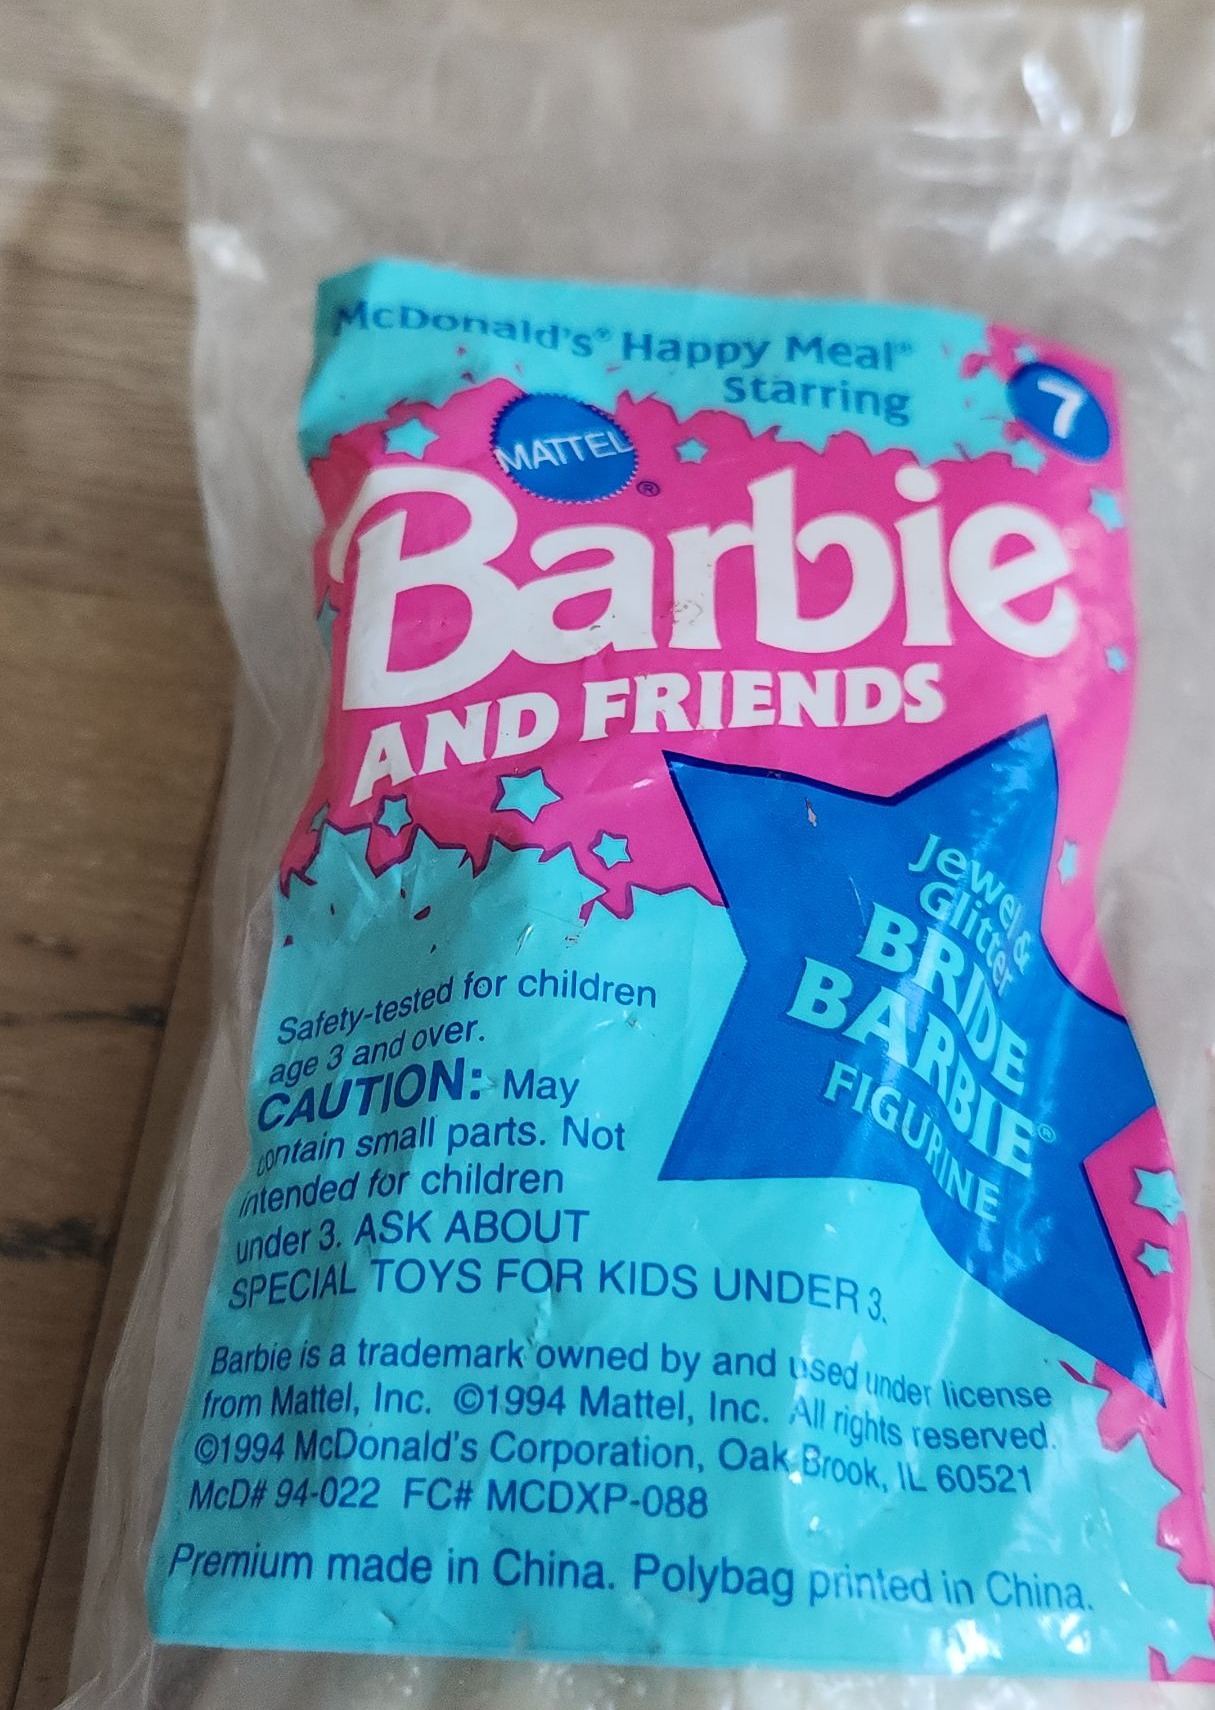 McDonald's® Happy Meal®
Starring
7
MATTEL
®
Barbie
AND FRIENDS
Jewel &
Glitter
BRIDE
BARBIE®
FIGURINE
Safety-tested for children
age 3 and over.
CAUTION: May
contain small parts. Not
intended for children
under 3. ASK ABOUT
SPECIAL TOYS FOR KIDS UNDER 3.
Barbie is a trademark owned by and used under license
from Mattel, Inc. ©1994 Mattel, Inc. All rights reserved.
©1994 McDonald's Corporation, Oak Brook, IL 60521
McD# 94-022 FC# MCDXP-088
Premium made in China. Polybag printed in China.